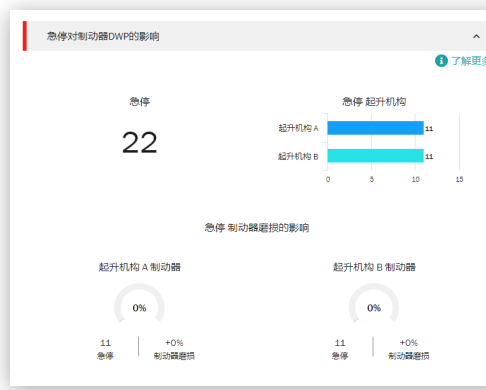 急停对制动器DWP的影响
了解更多
急停
22
急停 起升机构
起升机构 A
11
起升机构 B
11
0 5 10 15
急停 制动器磨损的影响
起升机构 A 制动器
起升机构 B 制动器
0%
0%
11 +0%
急停 制动器磨损
11 +0%
急停 制动器磨损